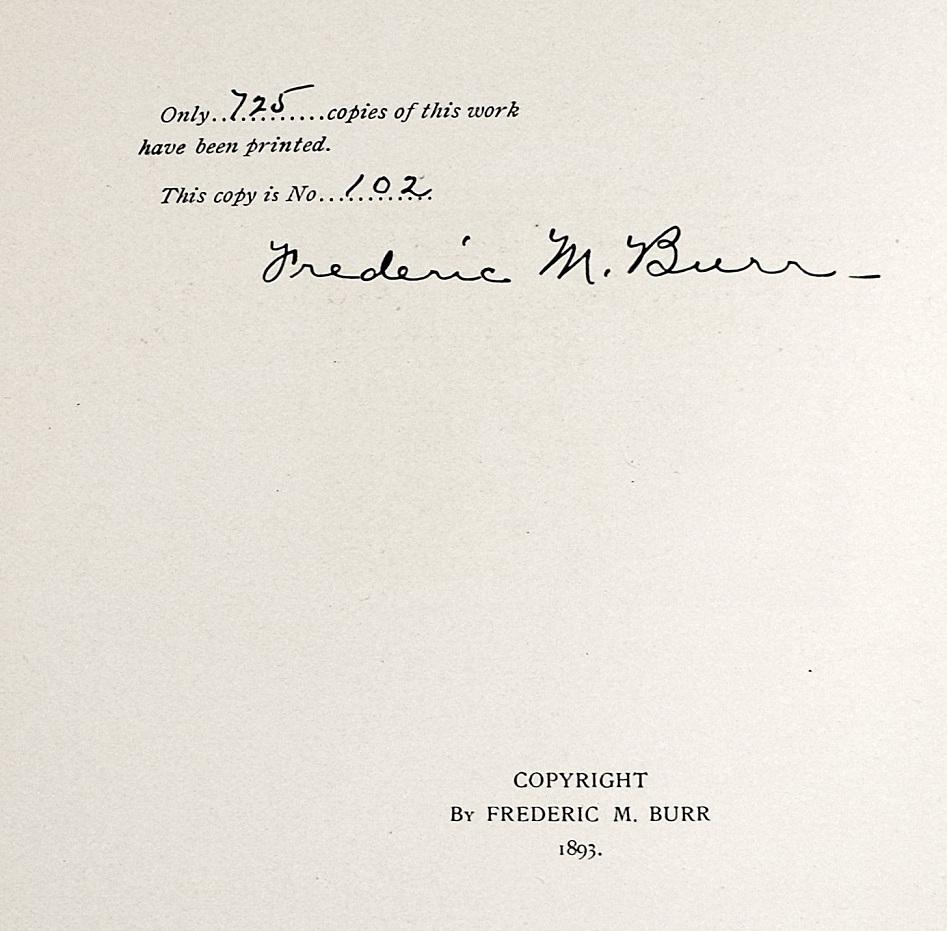 Only..725.......copies of this work
have been printed.
This copy is No...102.
Frederic M. Burr –
COPYRIGHT
By FREDERIC M. BURR
1893.